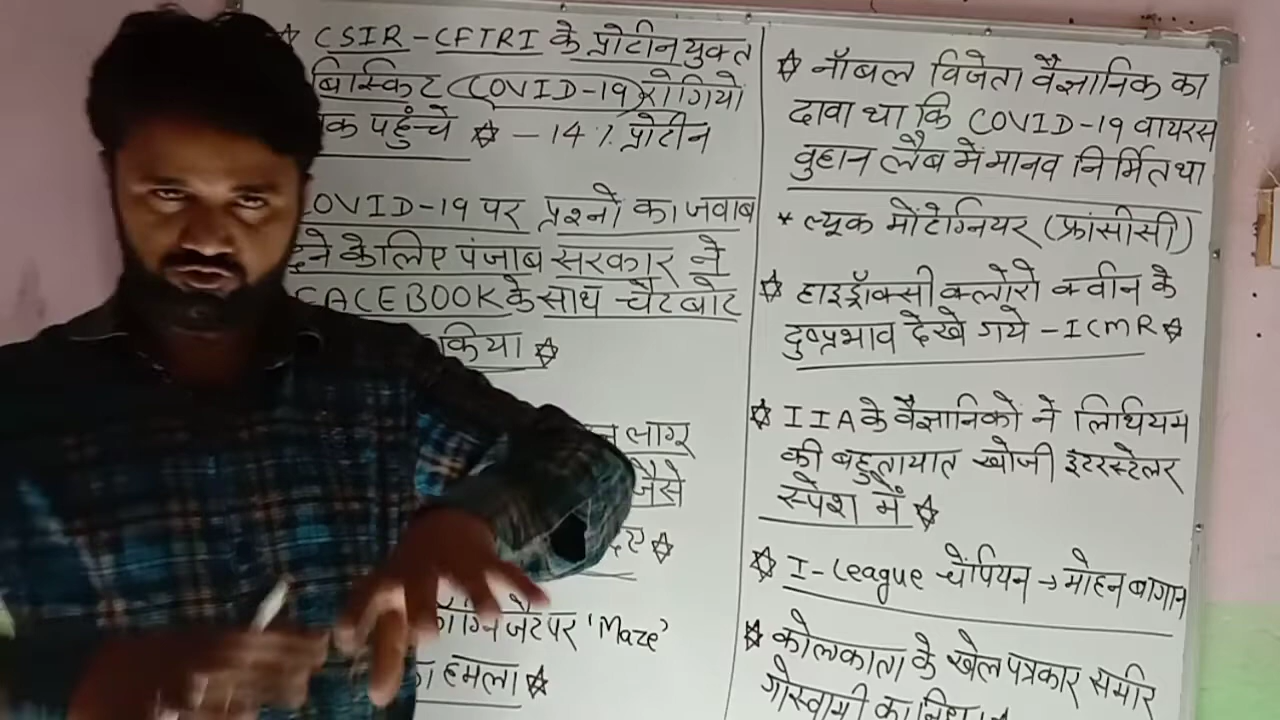 ☆ CSIR-CFTRI के प्रोटीन युक्त
बिस्किट (COVID-19) रोगियो
तक पहुंचे ☆ - 14% प्रोटीन
COVID-19 पर प्रश्नो का जवाब
देने के लिए पंजाब सरकार ने
FACEBOOK के साथ चैटबोट
किया ☆
लागू
जैसे
☆
कॉग्निजेंट पर 'Maze'
का हमला ☆
☆ नॉबल विजेता वैज्ञानिक का
दावा था कि COVID-19 वायरस
वुहान लैब में मानव निर्मित था
* ल्यूक मोंटेग्नियर (फ्रांसीसी)
☆ हाइड्रॉक्सी क्लोरो क्वीन के
दुष्प्रभाव देखे गये - ICMR ☆
☆ IIA के वैज्ञानिकों ने लिथियम
की बहुतायात खोजी इंटरस्टेलर
स्पेश में ☆
☆ I-League चेंपियन → मोहन बागान
☆ कोलकाता के खेल पत्रकार समीर
गोस्वामी का निधन